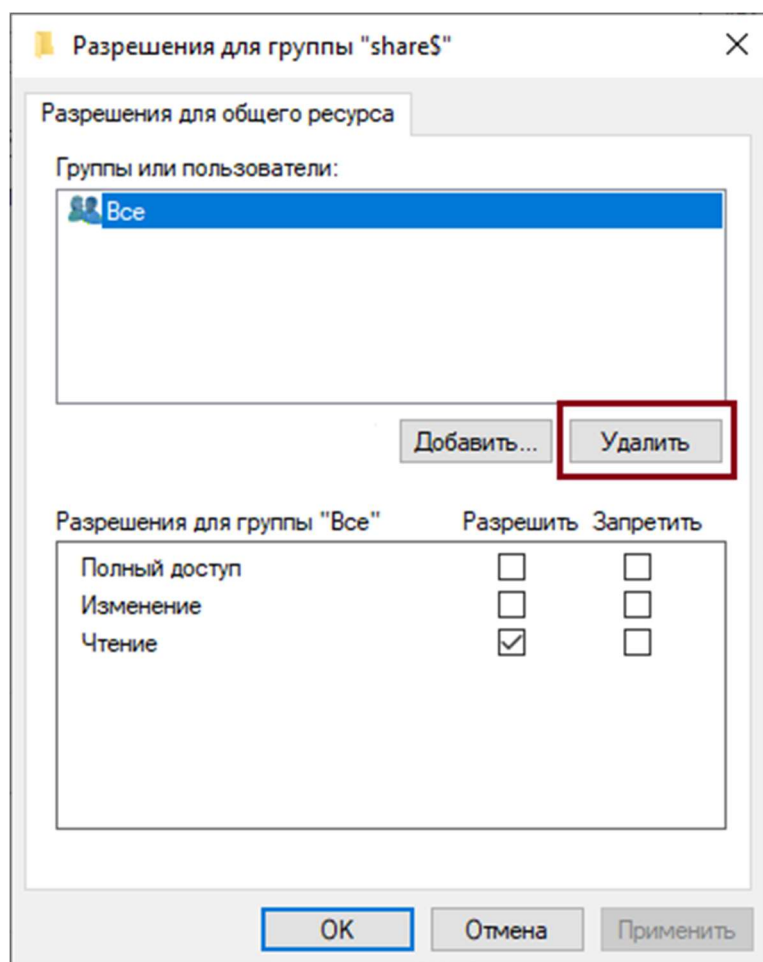 Разрешения для группы "share$"
Разрешения для общего ресурса
Группы или пользователи:
Все
Добавить... Удалить
Разрешения для группы "Все" Разрешить Запретить
Полный доступ
Изменение
Чтение
ОК Отмена Применить